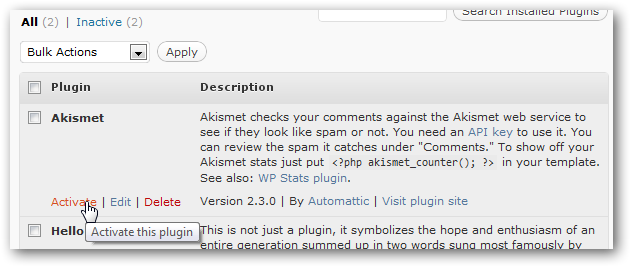 All (2) | Inactive (2)
Search Installed Plugins
Bulk Actions
Apply
Plugin
Description
Akismet
Akismet checks your comments against the Akismet web service to
see if they look like spam or not. You need an API key to use it. You
can review the spam it catches under "Comments." To show off your
Akismet stats just put <?php akismet_counter(); ?> in your template.
See also: WP Stats plugin.
Activate | Edit | Delete
Version 2.3.0 | By Automattic | Visit plugin site
Activate this plugin
Hello
This is not just a plugin, it symbolizes the hope and enthusiasm of an
entire generation summed up in two words sung most famously by